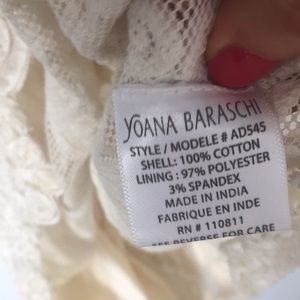 YOANA BARASCHI
STYLE / MODELE # AD545
SHELL: 100% COTTON
LINING : 97% POLYESTER
3% SPANDEX
MADE IN INDIA
FABRIQUE EN INDE
RN # 110811
SEE REVERSE FOR CARE